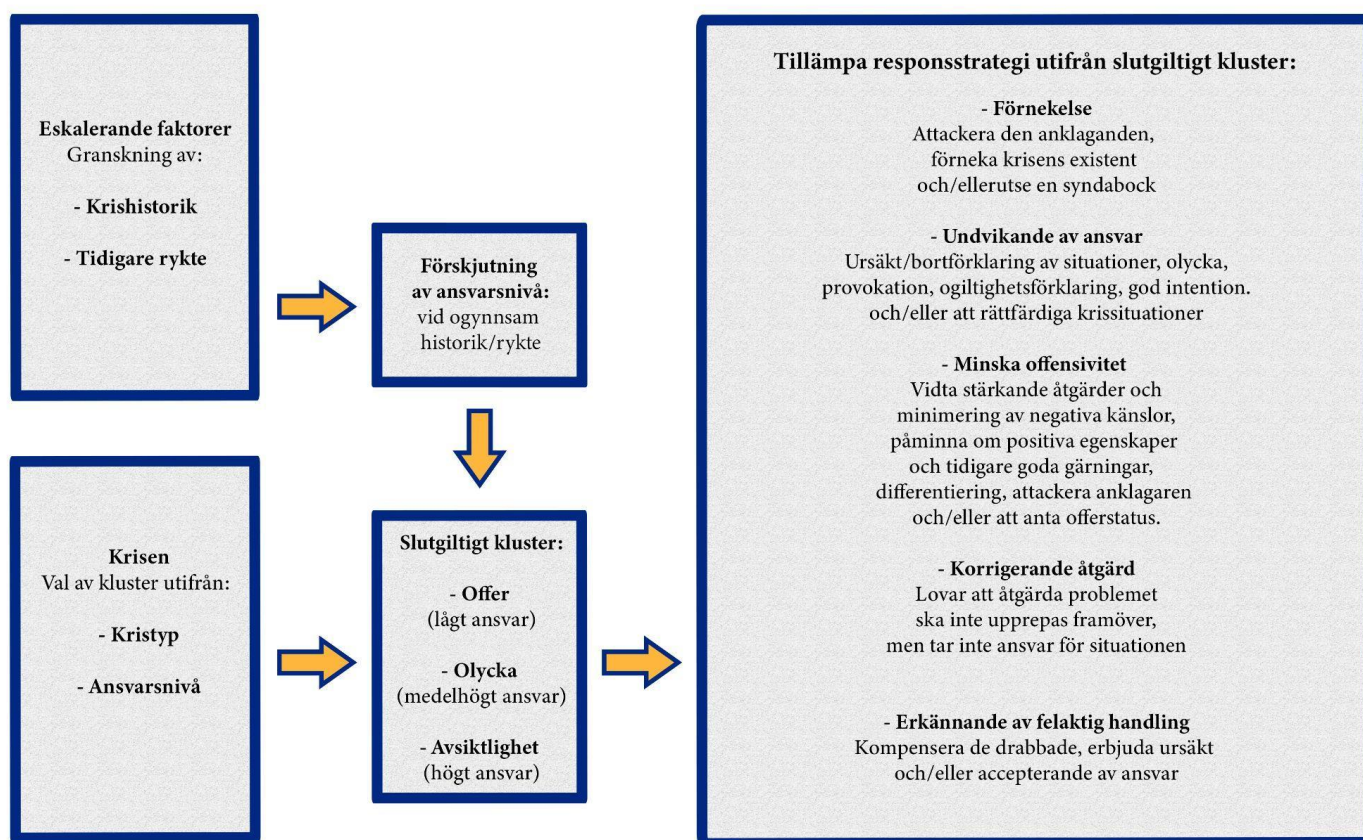 Eskalerande faktorer
Granskning av:
- Krishistorik
- Tidigare rykte
Förskjutning
av ansvarsnivå:
vid ogynnsam
historik/rykte
Krisen
Val av kluster utifrån:
- Kristyp
- Ansvarsnivå
Slutgiltigt kluster:
- Offer
(lågt ansvar)
- Olycka
(medelhögt ansvar)
- Avsiktlighet
(högt ansvar)
Tillämpa responsstrategi utifrån slutgiltigt kluster:
- Förnekelse
Attackera den anklaganden,
förneka krisens existent
och/ellerutse en syndabock
- Undvikande av ansvar
Ursäkt/bortförklaring av situationer, olycka,
provokation, ogiltighetsförklaring, god intention.
och/eller att rättfärdiga krissituationer
- Minska offensivitet
Vidta stärkande åtgärder och
minimering av negativa känslor,
påminna om positiva egenskaper
och tidigare goda gärningar,
differentiering, attackera anklagaren
och/eller att anta offerstatus.
- Korrigerande åtgärd
Lovar att åtgärda problemet
ska inte upprepas framöver,
men tar inte ansvar för situationen
- Erkännande av felaktig handling
Kompensera de drabbade, erbjuda ursäkt
och/eller accepterande av ansvar